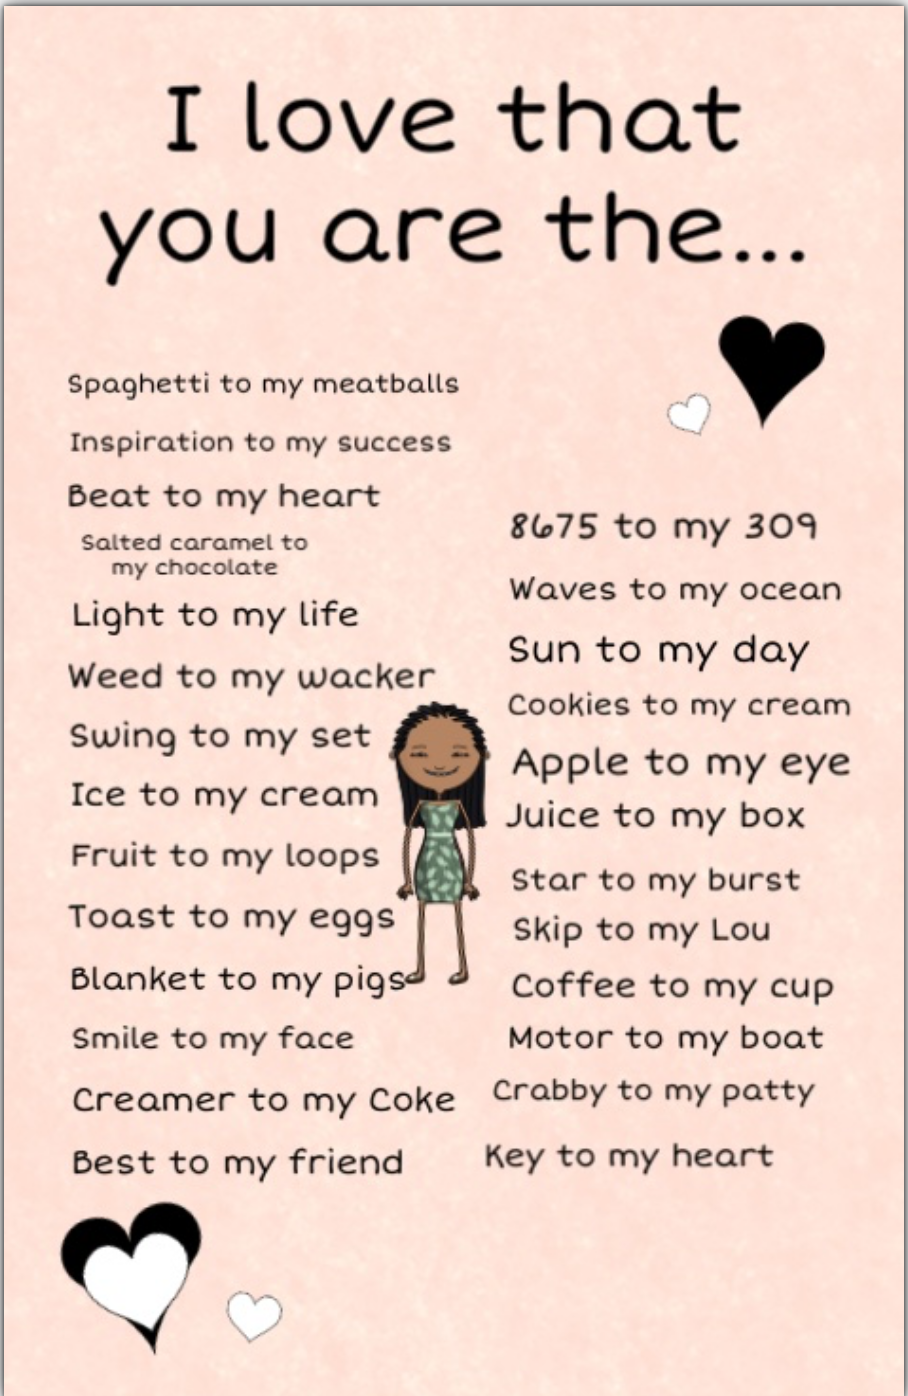 I love that
you are the...
Spaghetti to my meatballs
Inspiration to my success
Beat to my heart
Salted caramel to
my chocolate
Light to my life
Weed to my wacker
Swing to my set
Ice to my cream
Fruit to my loops
Toast to my eggs
Blanket to my pigs
Smile to my face
Creamer to my Coke
Best to my friend
8675 to my 309
Waves to my ocean
Sun to my day
Cookies to my cream
Apple to my eye
Juice to my box
Star to my burst
Skip to my Lou
Coffee to my cup
Motor to my boat
Crabby to my patty
Key to my heart